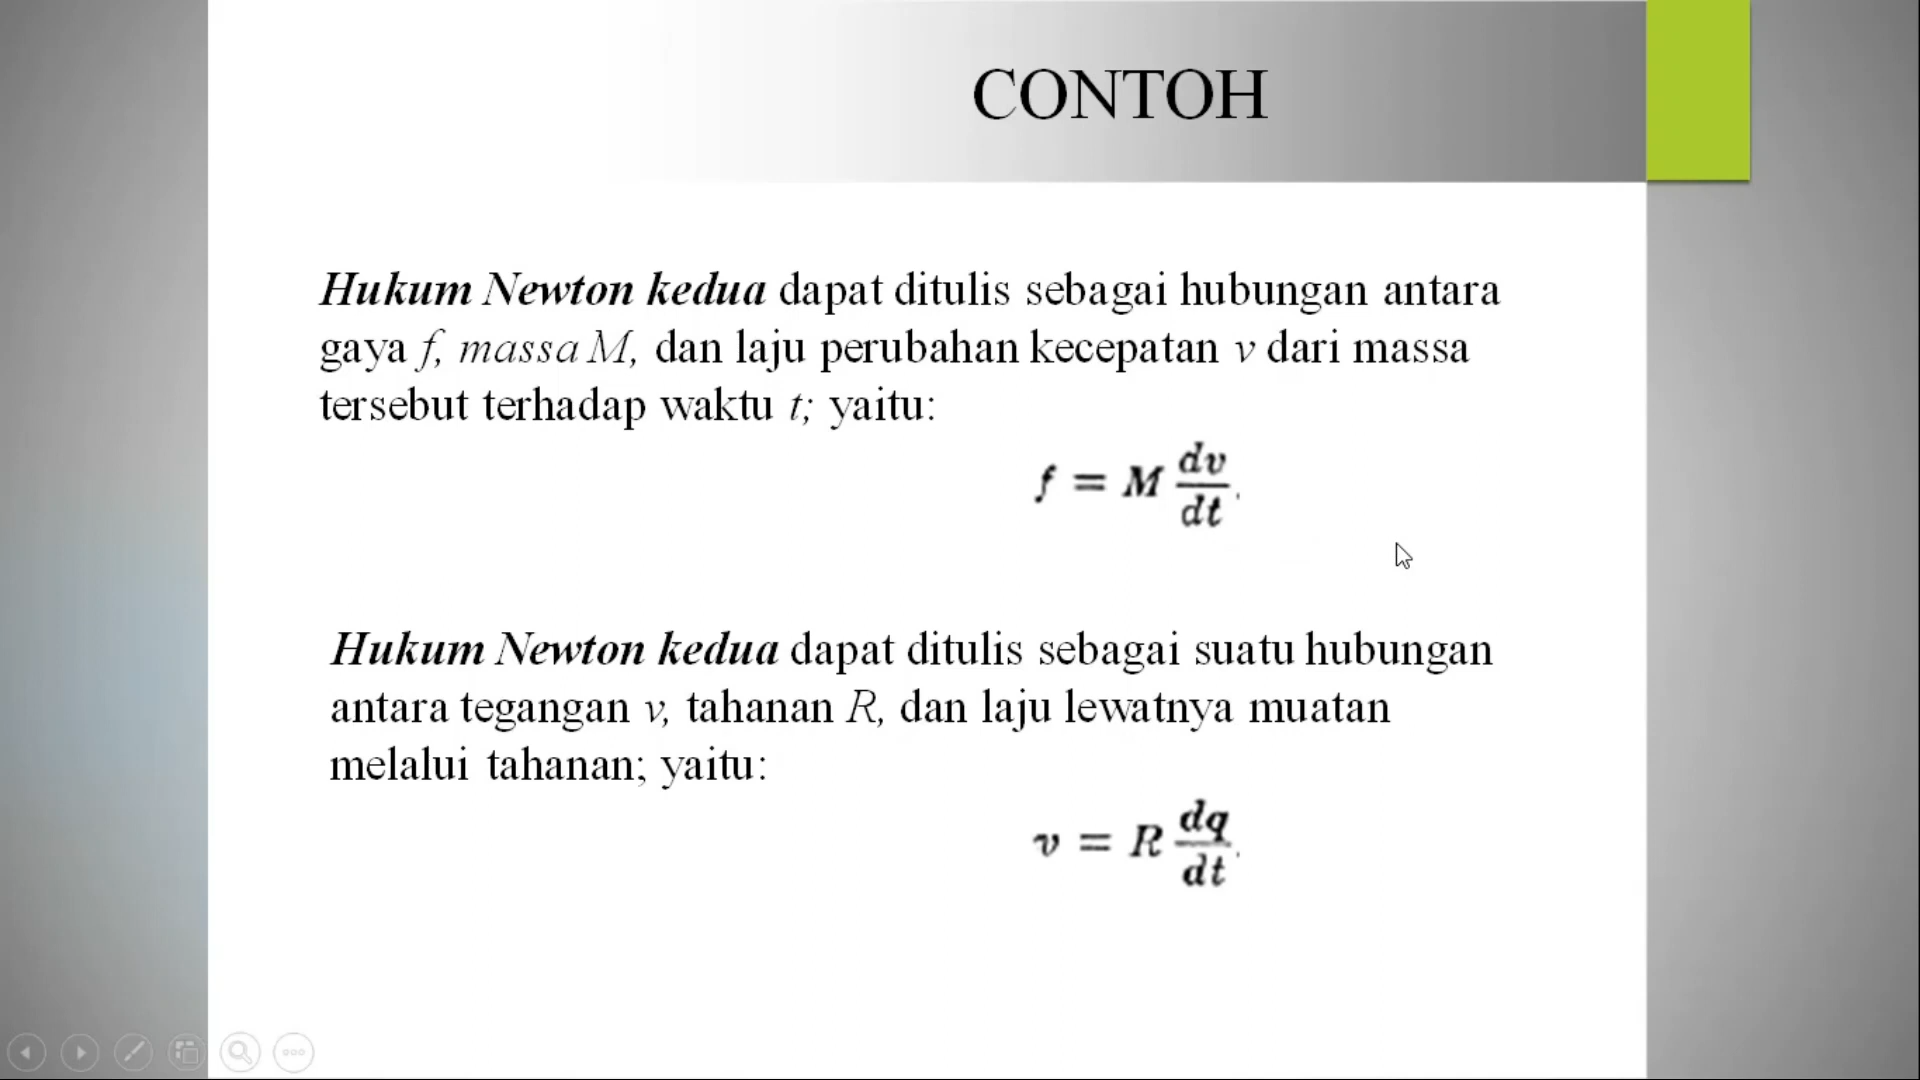 CONTOH
Hukum Newton kedua dapat ditulis sebagai hubungan antara
gaya f, massa M, dan laju perubahan kecepatan v dari massa
tersebut terhadap waktu t; yaitu:
f = M dv/dt.
Hukum Newton kedua dapat ditulis sebagai suatu hubungan
antara tegangan v, tahanan R, dan laju lewatnya muatan
melalui tahanan; yaitu:
v = R dq/dt.